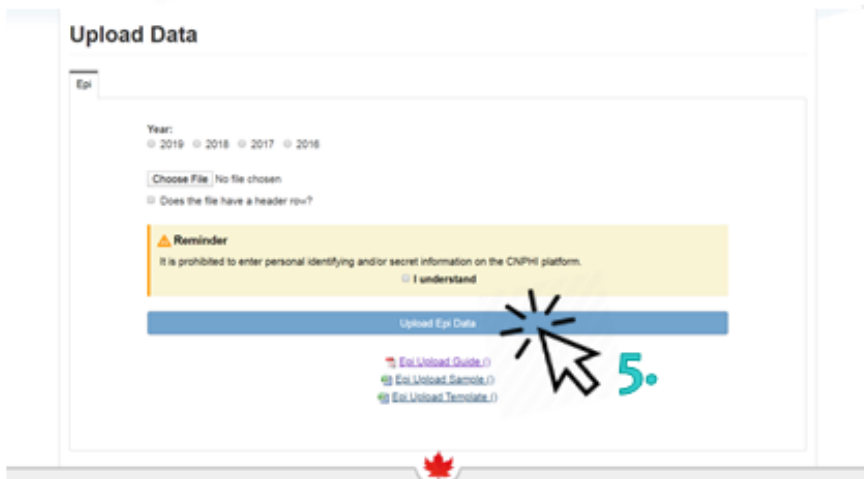 Upload Data
Epi
Year:
2019 2018 2017 2016
Choose File No file chosen
Does the file have a header row?
Reminder
It is prohibited to enter personal identifying and/or secret information on the CNPHI platform.
I understand
Upload Epi Data
Epi Upload Guide ()
Epi Upload Sample ()
Epi Upload Template ()
5.